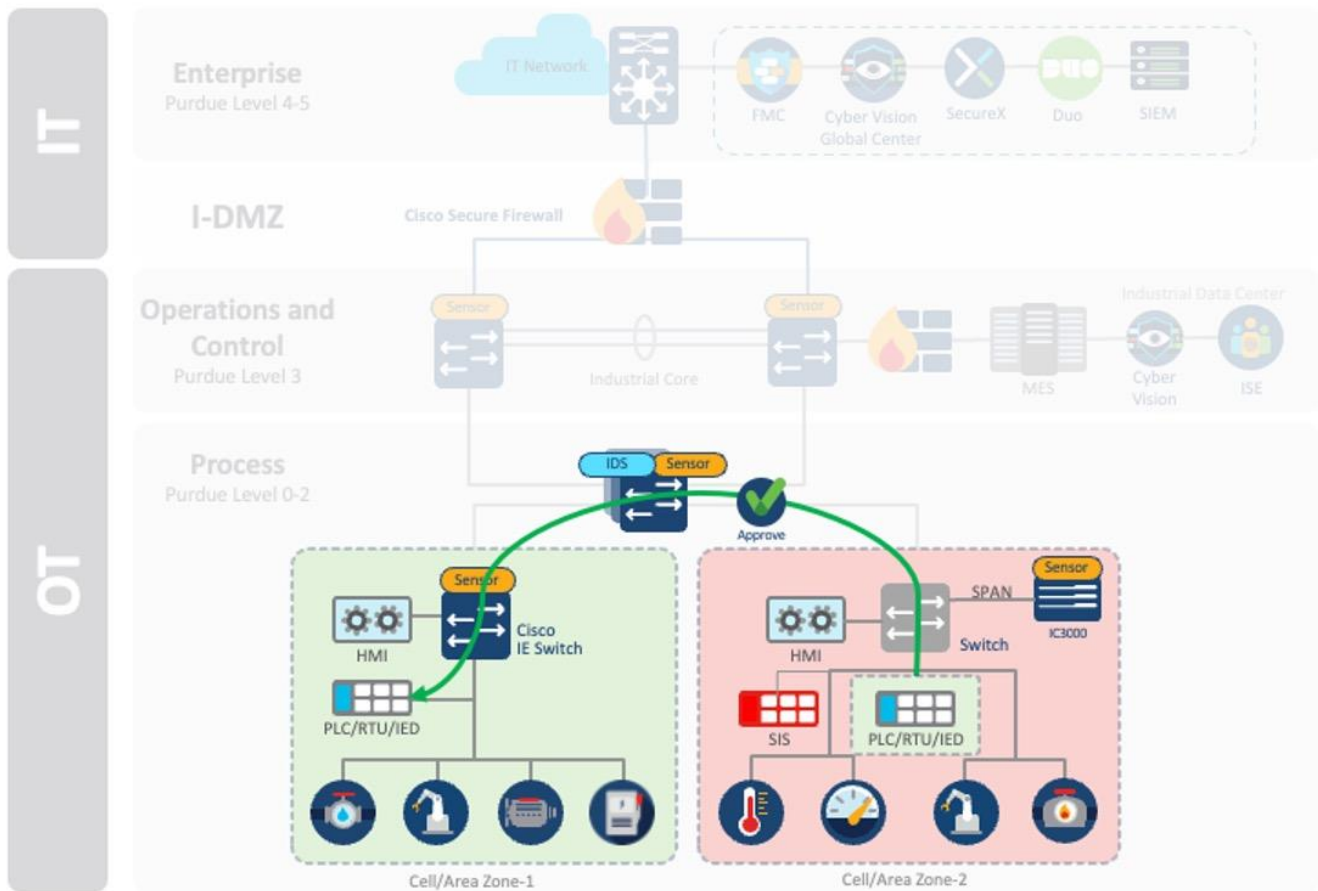 IT
Enterprise
Purdue Level 4-5
IT Network
FMC
Cyber Vision
Global Center
SecureX
DUO
Duo
SIEM
I-DMZ
Cisco Secure Firewall
OT
Operations and
Control
Purdue Level 3
Sensor
Sensor
Industrial Core
Industrial Data Center
MES
Cyber
Vision
ISE
Process
Purdue Level 0-2
IDS
Sensor
Approve
Sensor
HMI
Cisco
IE Switch
PLC/RTU/IED
Cell/Area Zone-1
SPAN
Sensor
IC3000
HMI
Switch
SIS
PLC/RTU/IED
Cell/Area Zone-2